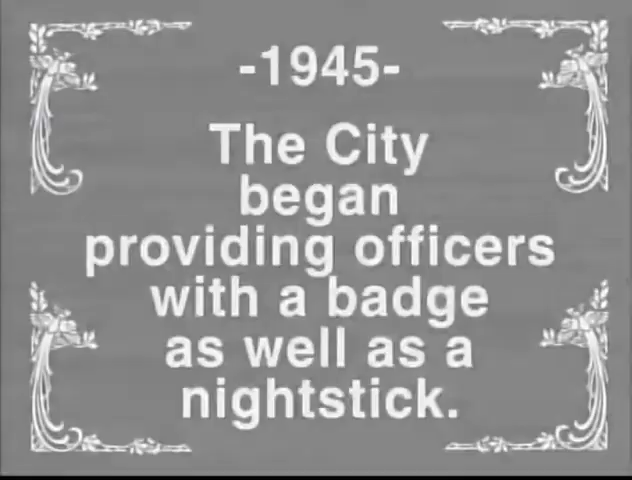 -1945-
The City
began
providing officers
with a badge
as well as a
nightstick.